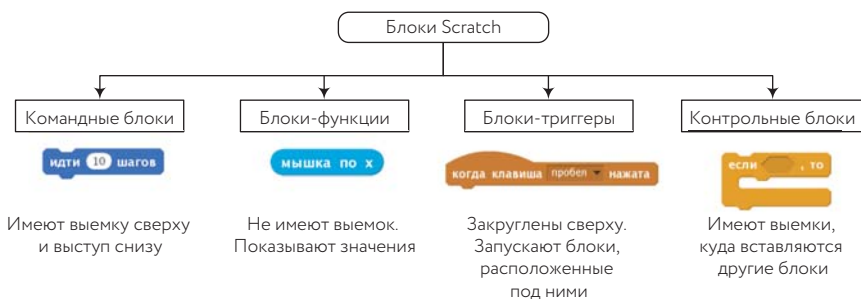 Блоки Scratch
Командные блоки
Блоки-функции
Блоки-триггеры
Контрольные блоки
идти 10 шагов
мышка по x
когда клавиша пробел нажата
если , то
Имеют выемку сверху
и выступ снизу
Не имеют выемок.
Показывают значения
Закруглены сверху.
Запускают блоки,
расположенные
под ними
Имеют выемки,
куда вставляются
другие блоки